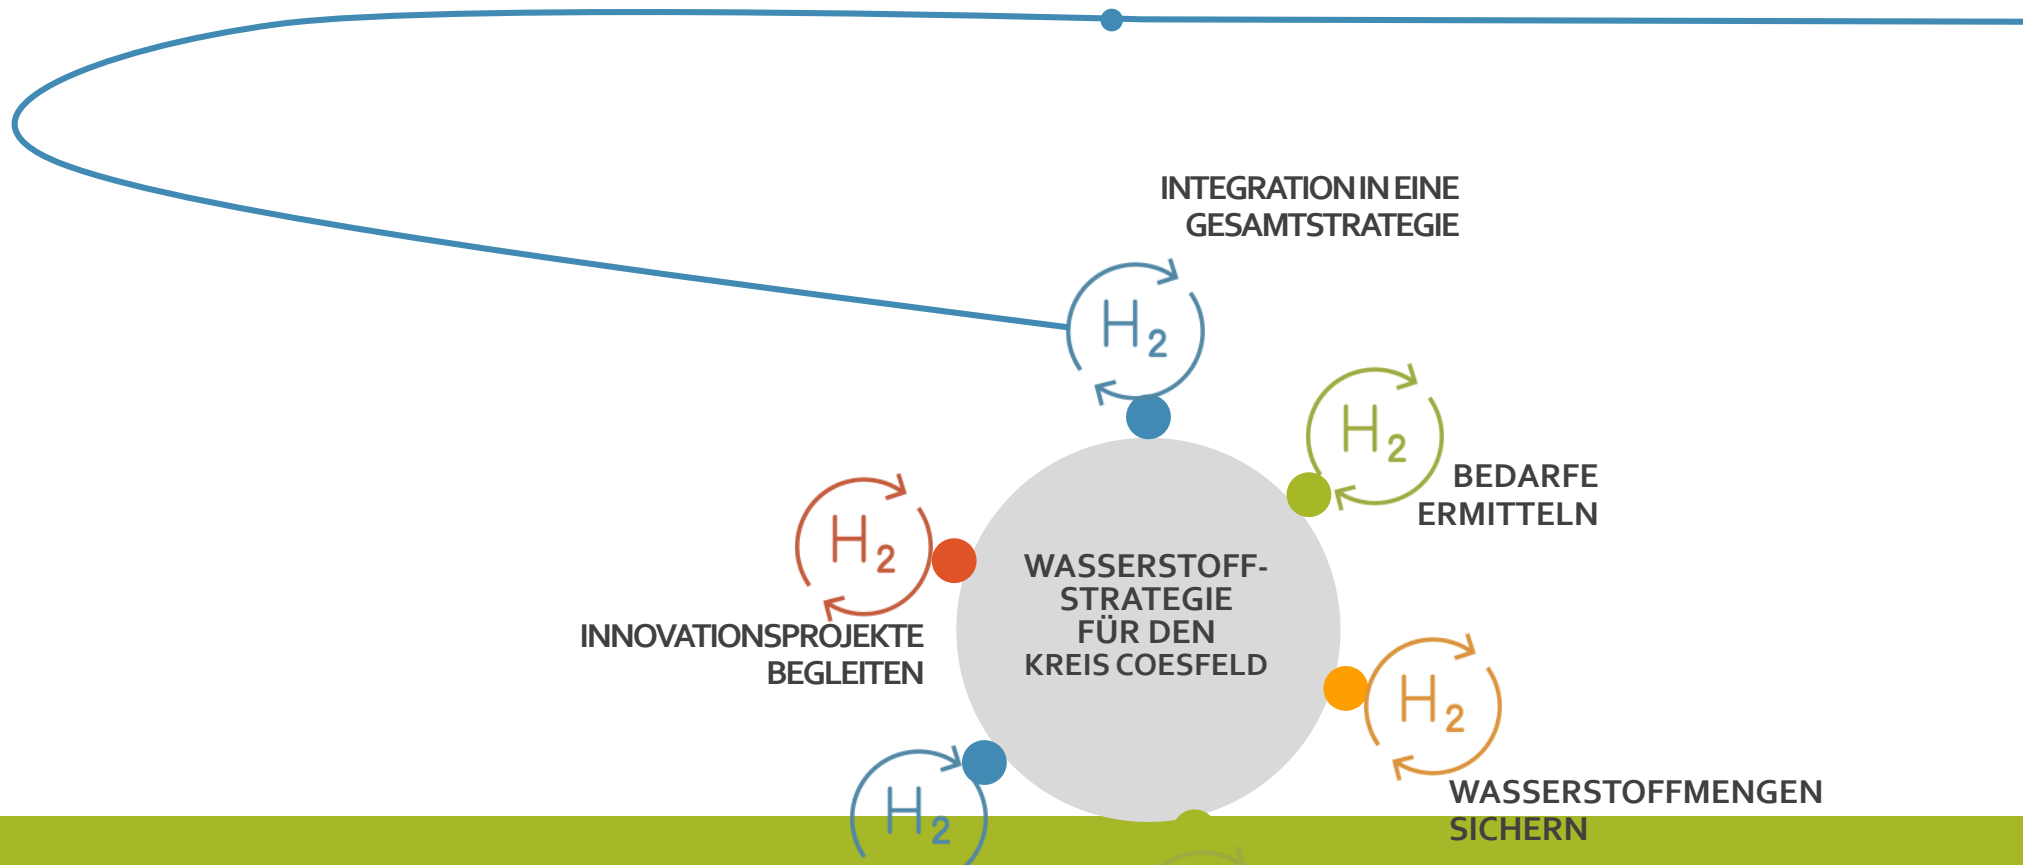 INTEGRATION IN EINE
GESAMTSTRATEGIE
H2
H2
BEDARFE
ERMITTELN
H2
INNOVATIONSPROJEKTE
BEGLEITEN
WASSERSTOFF-
STRATEGIE
FÜR DEN
KREIS COESFELD
H2
WASSERSTOFFMENGEN
SICHERN
H2